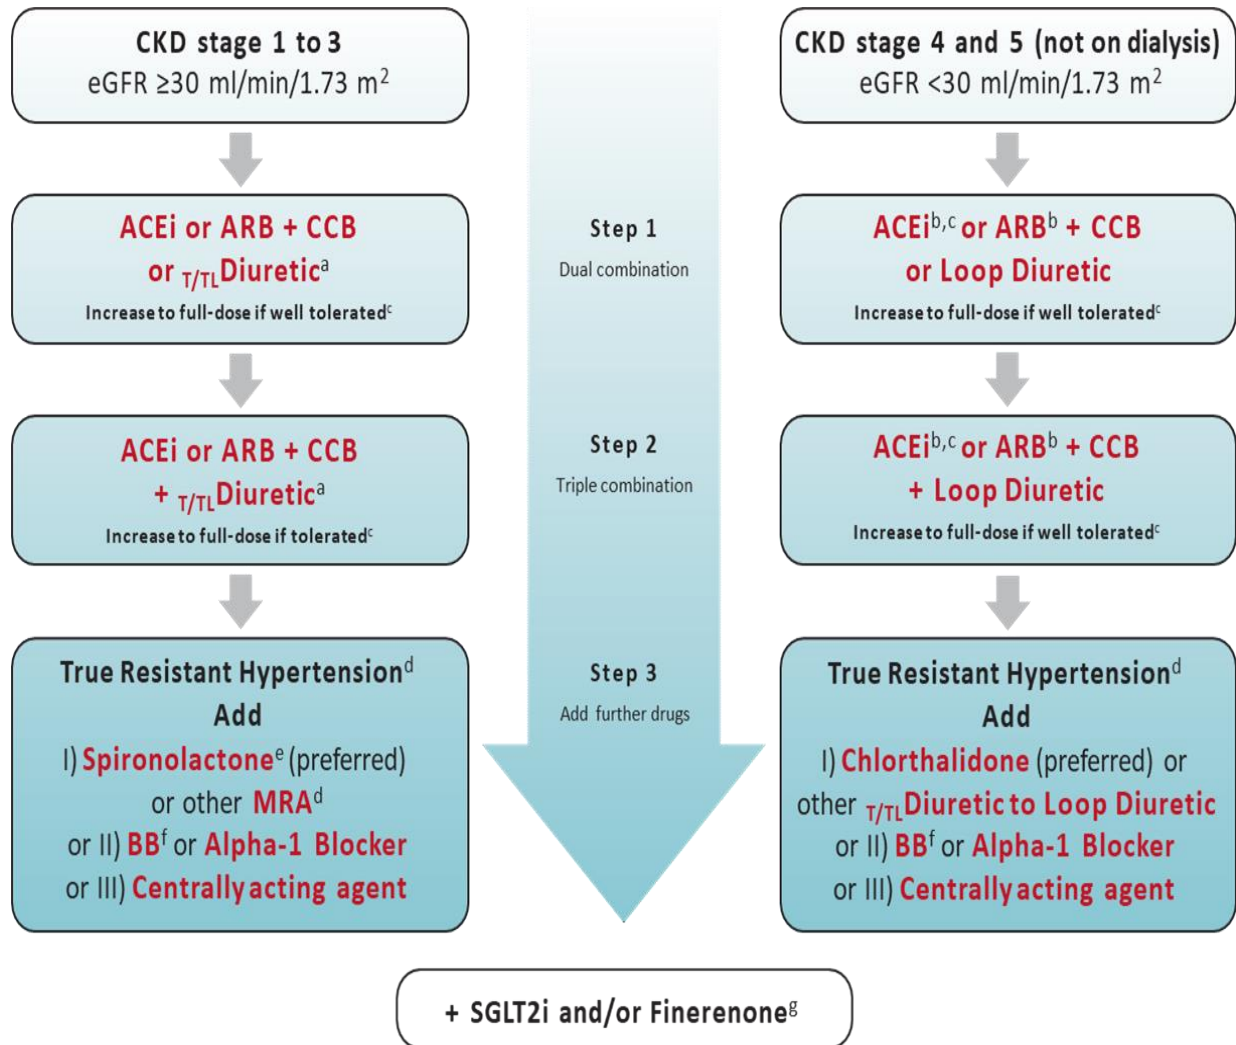 CKD stage 1 to 3
eGFR ≥30 ml/min/1.73 m²
ACEi or ARB + CCB
or T/TLDiureticᵃ
Increase to full-dose if well toleratedᶜ
ACEi or ARB + CCB
+ T/TLDiureticᵃ
Increase to full-dose if toleratedᶜ
True Resistant Hypertensionᵈ
Add
I) Spironolactoneᵉ (preferred)
or other MRAᵈ
or II) BBᶠ or Alpha-1 Blocker
or III) Centrally acting agent
Step 1
Dual combination
Step 2
Triple combination
Step 3
Add further drugs
CKD stage 4 and 5 (not on dialysis)
eGFR <30 ml/min/1.73 m²
ACEiᵇ,ᶜ or ARBᵇ + CCB
or Loop Diuretic
Increase to full-dose if well toleratedᶜ
ACEiᵇ,ᶜ or ARBᵇ + CCB
+ Loop Diuretic
Increase to full-dose if well toleratedᶜ
True Resistant Hypertensionᵈ
Add
I) Chlorthalidone (preferred) or
other T/TLDiuretic to Loop Diuretic
or II) BBᶠ or Alpha-1 Blocker
or III) Centrally acting agent
+ SGLT2i and/or Finerenoneᵍ